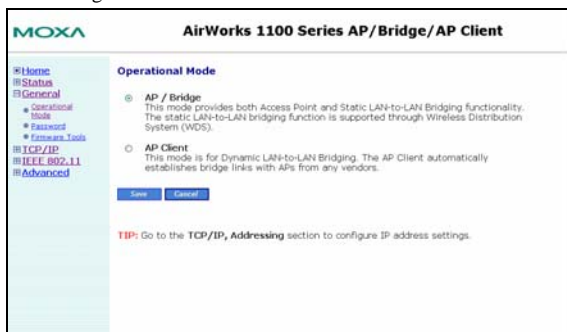 MOXA
AirWorks 1100 Series AP/Bridge/AP Client
Home
Status
General
Operational
Mode
Password
Firmware Tools
TCP/IP
IEEE 802.11
Advanced
Operational Mode
AP / Bridge
This mode provides both Access Point and Static LAN-to-LAN Bridging functionality.
The static LAN-to-LAN bridging function is supported through Wireless Distribution
System (WDS).
AP Client
This mode is for Dynamic LAN-to-LAN Bridging. The AP Client automatically
establishes bridge links with APs from any vendors.
Save Cancel
TIP: Go to the TCP/IP, Addressing section to configure IP address settings.